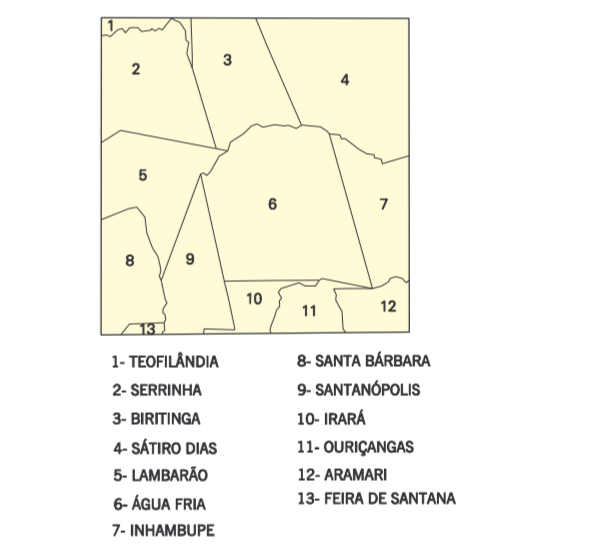 1
2
3
4
5
6
7
8
9
10
11
12
13
1- TEOFILÂNDIA
2- SERRINHA
3- BIRITINGA
4- SÁTIRO DIAS
5- LAMBARÃO
6- ÁGUA FRIA
7- INHAMBUPE
8- SANTA BÁRBARA
9- SANTANÓPOLIS
10- IRARÁ
11- OURIÇANGAS
12- ARAMARI
13- FEIRA DE SANTANA